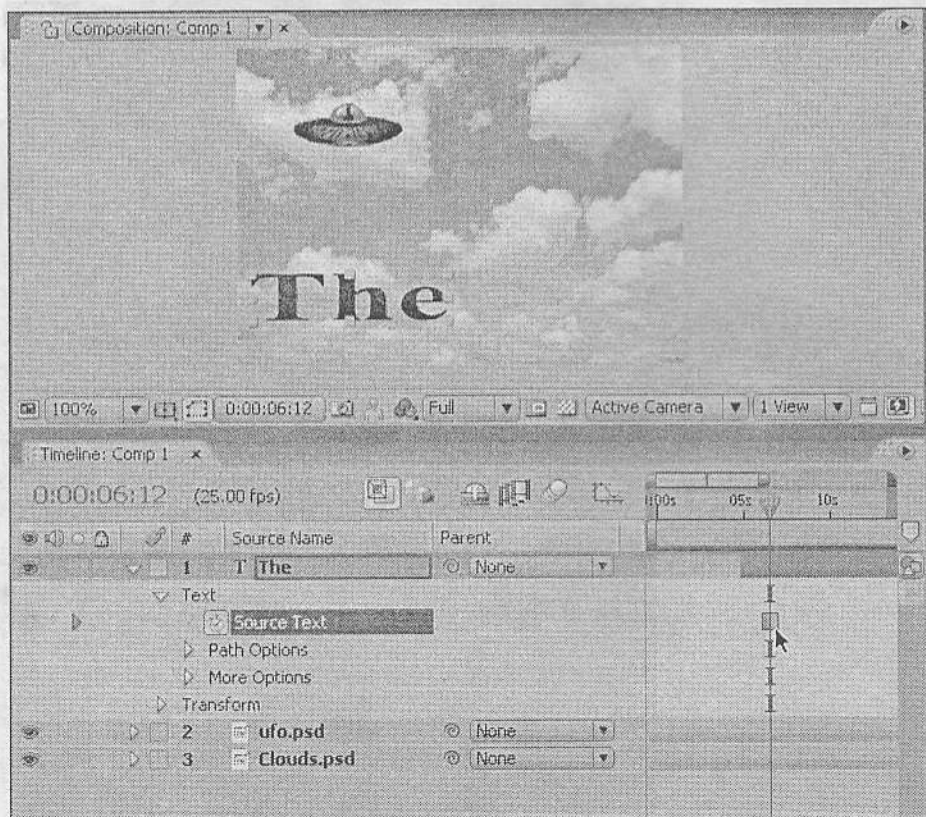 Composition: Comp 1
The
100% 0:00:06:12 Full Active Camera 1 View
Timeline: Comp 1
0:00:06:12 (25.00 fps)
05s 10s
# Source Name Parent
1 T The None
Text
Source Text
Path Options
More Options
Transform
2 ufo.psd None
3 Clouds.psd None